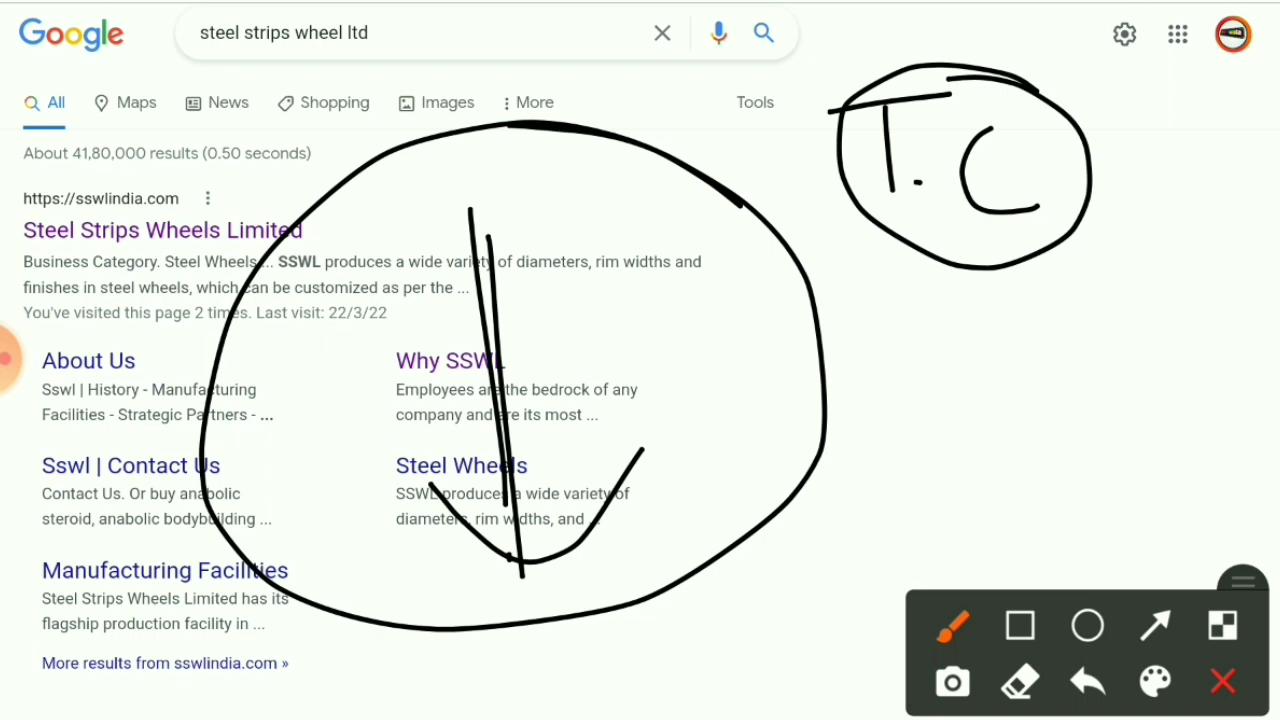 Google
steel strips wheel ltd
All
Maps
News
Shopping
Images
More
Tools
T.C
About 41,80,000 results (0.50 seconds)
https://sswlindia.com
Steel Strips Wheels Limited
Business Category. Steel Wheels ... SSWL produces a wide variety of diameters, rim widths and
finishes in steel wheels, which can be customized as per the ...
You've visited this page 2 times. Last visit: 22/3/22
About Us
Sswl | History - Manufacturing
Facilities - Strategic Partners - ...
Why SSWL
Employees are the bedrock of any
company and are its most ...
Sswl | Contact Us
Contact Us. Or buy anabolic
steroid, anabolic bodybuilding ...
Steel Wheels
SSWL produces a wide variety of
diameters, rim widths, and ...
Manufacturing Facilities
Steel Strips Wheels Limited has its
flagship production facility in ...
More results from sswlindia.com »